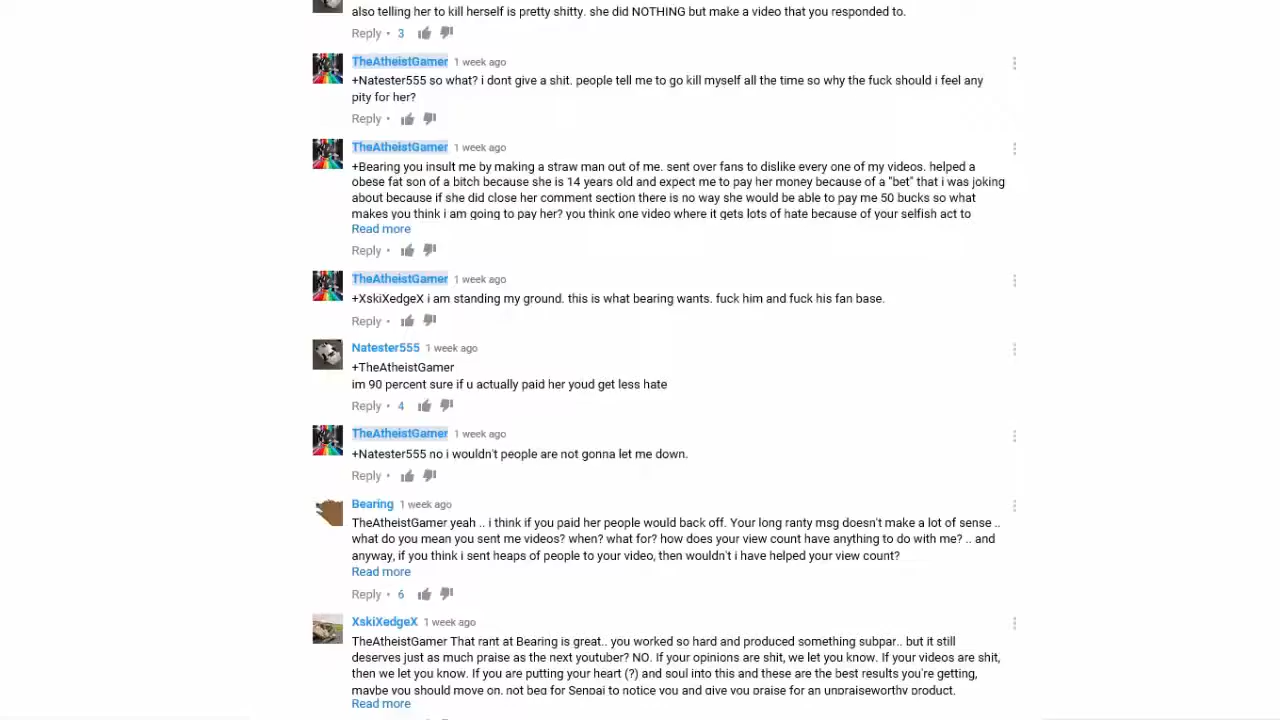 also telling her to kill herself is pretty shitty. she did NOTHING but make a video that you responded to.
Reply • 3
TheAtheistGamer 1 week ago
+Natester555 so what? i dont give a shit. people tell me to go kill myself all the time so why the fuck should i feel any
pity for her?
Reply •
TheAtheistGamer 1 week ago
+Bearing you insult me by making a straw man out of me. sent over fans to dislike every one of my videos. helped a
obese fat son of a bitch because she is 14 years old and expect me to pay her money because of a "bet" that i was joking
about because if she did close her comment section there is no way she would be able to pay me 50 bucks so what
makes you think i am going to pay her? you think one video where it gets lots of hate because of your selfish act to
Read more
Reply •
TheAtheistGamer 1 week ago
+XskiXedgeX i am standing my ground. this is what bearing wants. fuck him and fuck his fan base.
Reply •
Natester555 1 week ago
+TheAtheistGamer
im 90 percent sure if u actually paid her youd get less hate
Reply • 4
TheAtheistGamer 1 week ago
+Natester555 no i wouldn't people are not gonna let me down.
Reply •
Bearing 1 week ago
TheAtheistGamer yeah .. i think if you paid her people would back off. Your long ranty msg doesn't make a lot of sense ..
what do you mean you sent me videos? when? what for? how does your view count have anything to do with me? .. and
anyway, if you think i sent heaps of people to your video, then wouldn't i have helped your view count?
Read more
Reply • 6
XskiXedgeX 1 week ago
TheAtheistGamer That rant at Bearing is great.. you worked so hard and produced something subpar.. but it still
deserves just as much praise as the next youtuber? NO. If your opinions are shit, we let you know. If your videos are shit,
then we let you know. If you are putting your heart (?) and soul into this and these are the best results you're getting,
maybe you should move on. not beg for Senpai to notice you and give you praise for an unpraiseworthy product.
Read more